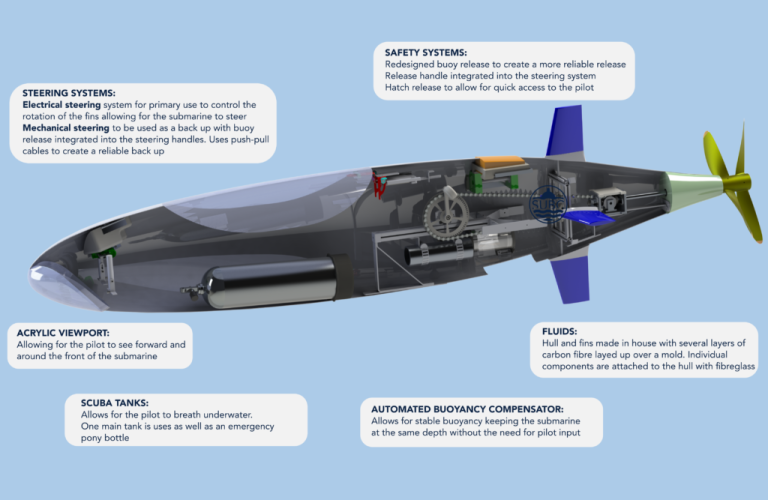 SAFETY SYSTEMS:
Redesigned buoy release to create a more reliable release
Release handle integrated into the steering system
Hatch release to allow for quick access to the pilot
STEERING SYSTEMS:
Electrical steering system for primary use to control the
rotation of the fins allowing for the submarine to steer
Mechanical steering to be used as a back up with buoy
release integrated into the steering handles. Uses push-pull
cables to create a reliable back up
ACRYLIC VIEWPORT:
Allowing for the pilot to see forward and
around the front of the submarine
FLUIDS:
Hull and fins made in house with several layers of
carbon fibre layed up over a mold. Individual
components are attached to the hull with fibreglass
SCUBA TANKS:
Allows for the pilot to breath underwater.
One main tank is uses as well as an emergency
pony bottle
AUTOMATED BUOYANCY COMPENSATOR:
Allows for stable buoyancy keeping the submarine
at the same depth without the need for pilot input